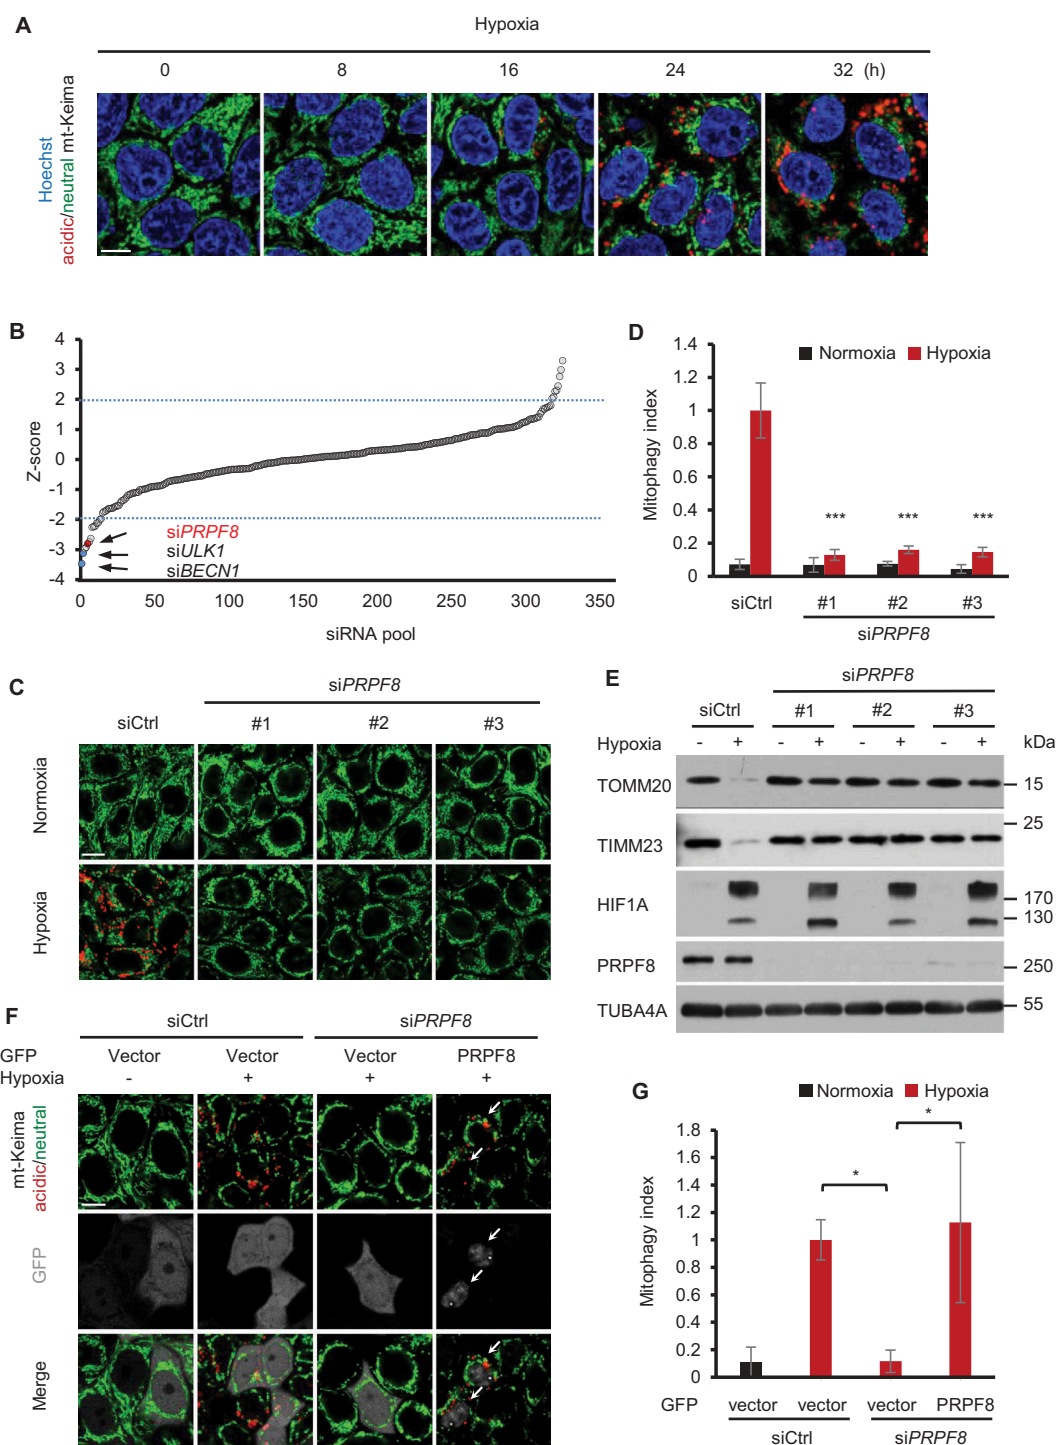 A
Hypoxia
0 8 16 24 32 (h)
Hoechst
acidic/neutral mt-Keima
B
Z-score
4
3
2
1
0
-1
-2
-3
-4
siPRPF8
siULK1
siBECN1
0 50 100 150 200 250 300 350
siRNA pool
D
Mitophagy index
Normoxia Hypoxia
1.4
1.2
1
0.8
0.6
0.4
0.2
0
*** *** ***
siCtrl #1 #2 #3
siPRPF8
C
siPRPF8
siCtrl #1 #2 #3
Normoxia
Hypoxia
E
siPRPF8
siCtrl #1 #2 #3
Hypoxia - + - + - + - + kDa
TOMM20 15
25
TIMM23
HIF1A 170
130
PRPF8 250
TUBA4A 55
F
siCtrl siPRPF8
GFP Vector Vector Vector PRPF8
Hypoxia - + + +
mt-Keima
acidic/neutral
GFP
Merge
G
Mitophagy index
Normoxia Hypoxia
1.8
1.6
1.4
1.2
1
0.8
0.6
0.4
0.2
0
* *
GFP vector vector vector PRPF8
siCtrl siPRPF8